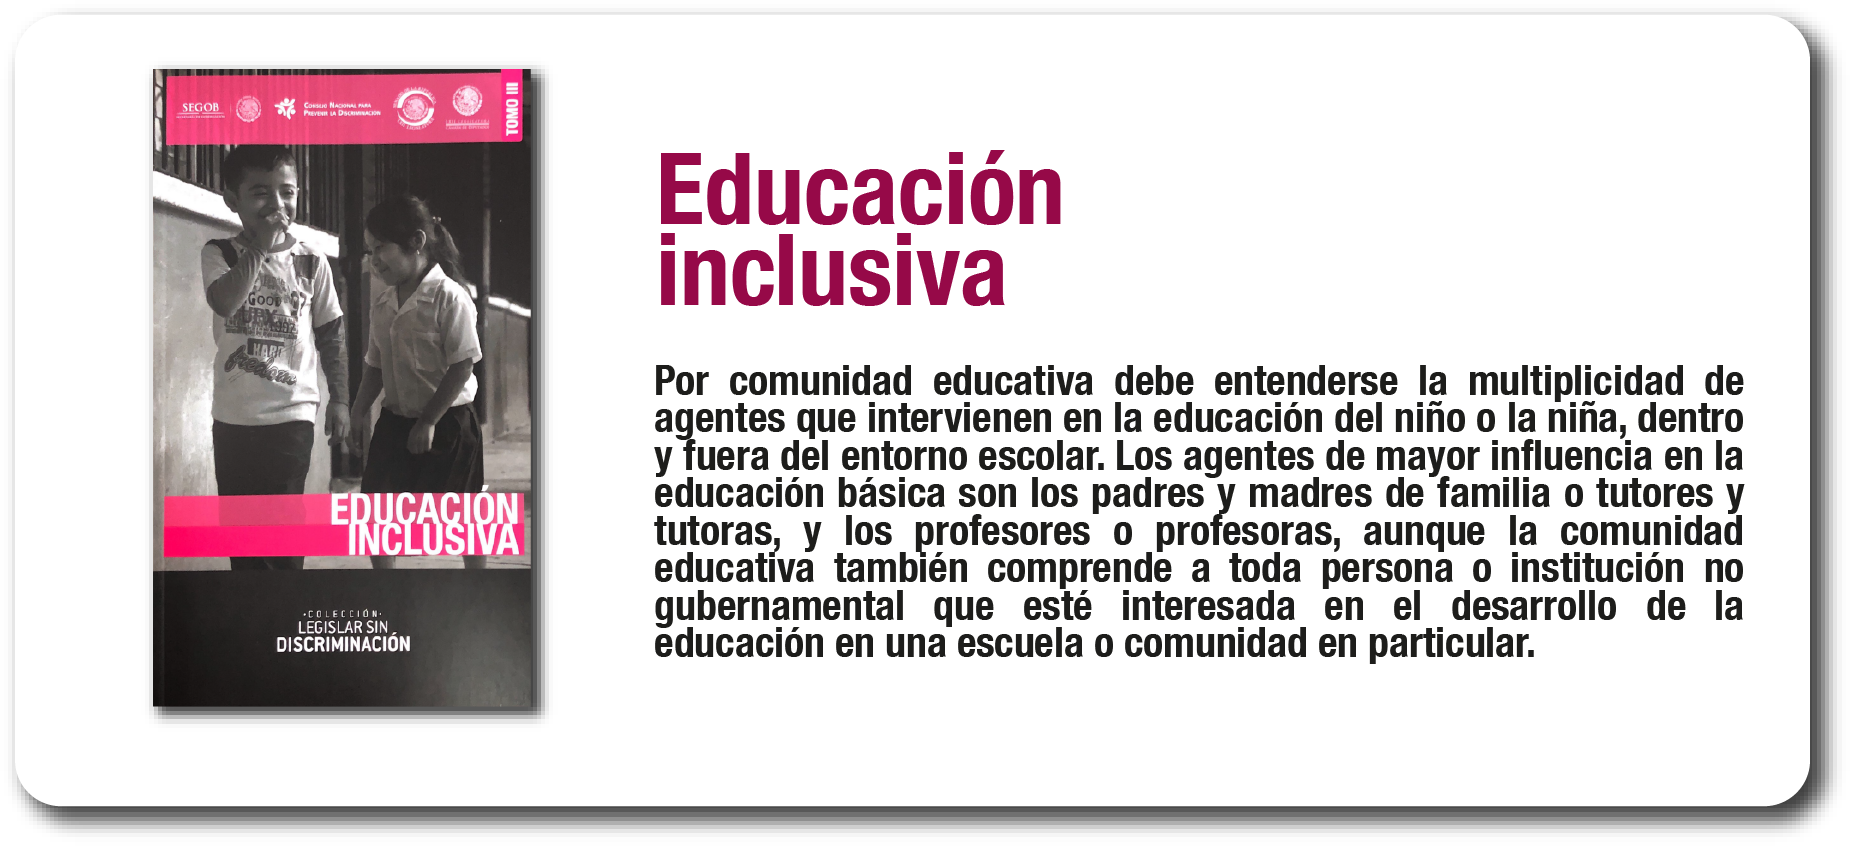 SEGOB
CONSEJO NACIONAL PARA
PREVENIR LA DISCRIMINACIÓN
TOMO III
GOOD
HARD
freedom
EDUCACIÓN
INCLUSIVA
·COLECCIÓN·
LEGISLAR SIN
DISCRIMINACIÓN
Educación
inclusiva
Por comunidad educativa debe entenderse la multiplicidad de
agentes que intervienen en la educación del niño o la niña, dentro
y fuera del entorno escolar. Los agentes de mayor influencia en la
educación básica son los padres y madres de familia o tutores y
tutoras, y los profesores o profesoras, aunque la comunidad
educativa también comprende a toda persona o institución no
gubernamental que esté interesada en el desarrollo de la
educación en una escuela o comunidad en particular.